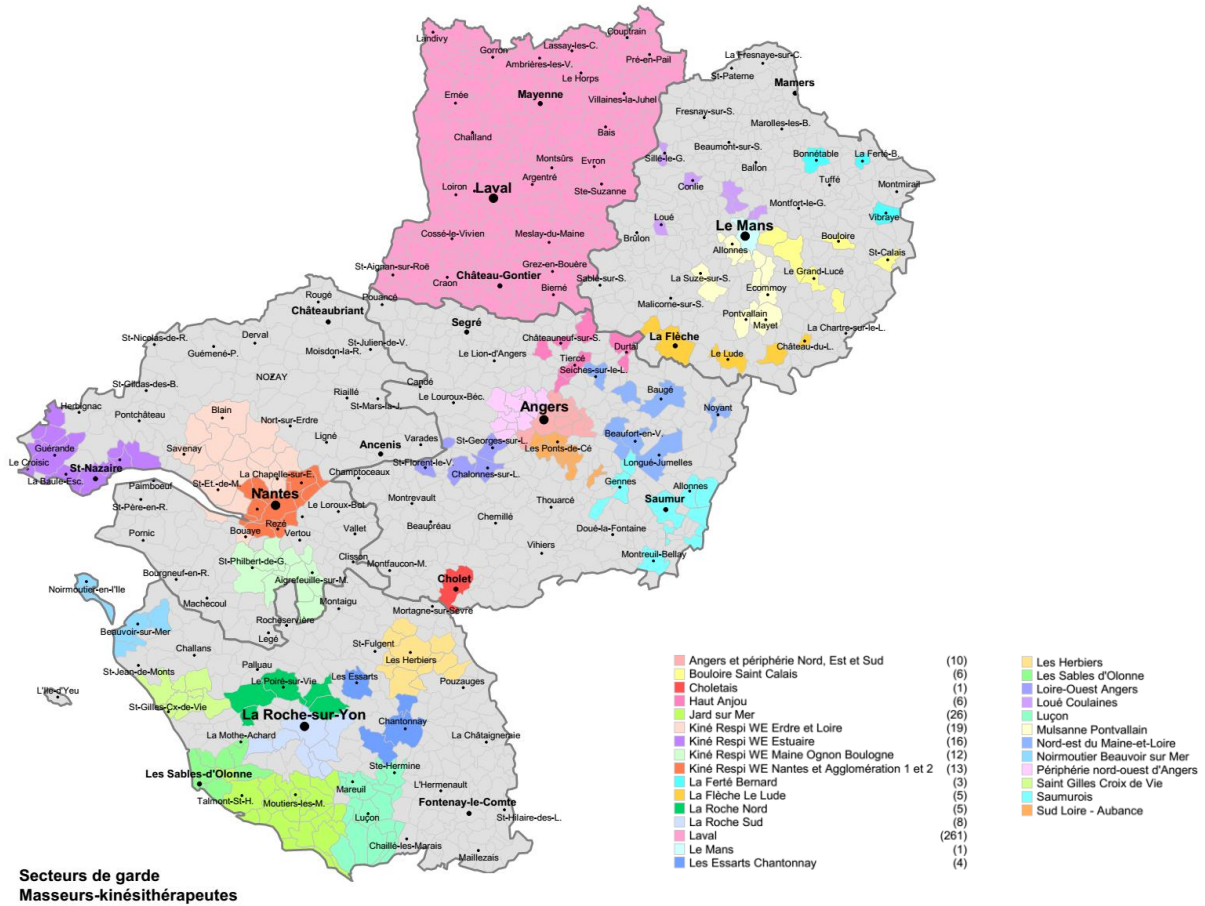 Landivy
Couptrain
Gorron
Lassay-les-C.
Ambrières-les-V.
Pré-en-Pail
La Fresnaye-sur-C.
Le Horps
St-Paterne
Mamers
Ernée
Mayenne
Villaines-la-Juhel
Fresnay-sur-S.
Marolles-les-B.
Chailland
Bais
Beaumont-sur-S.
Sillé-le-G.
Bonnétable
La Ferté-B.
Montsûrs
Evron
Ballon
Argentré
Tuffé
Loiron
Laval
Ste-Suzanne
Conlie
Montmirail
Montfort-le-G.
Loué
Vibraye
Le Mans
Cossé-le-Vivien
Meslay-du-Maine
Brûlon
Allonnes
Bouloire
St-Calais
St-Aignan-sur-Roë
Grez-en-Bouère
Château-Gontier
Craon
Sablé-sur-S.
La Suze-sur-S.
Le Grand-Lucé
Bierné
Ecommoy
Rougé
Pouancé
Malicorne-sur-S.
Châteaubriant
Pontvallain
Mayet
Segré
La Chartre-sur-le-L.
St-Nicolas-de-R.
Derval
St-Julien-de-V.
Châteauneuf-sur-S.
La Flèche
Château-du-L.
Guémené-P.
Moisdon-la-R.
Le Lion-d'Angers
Durtal
Tiercé
Le Lude
Seiches-sur-le-L.
NOZAY
St-Gildas-des-B.
Riaillé
Candé
Baugé
St-Mars-la-J.
Le Louroux-Béc.
Herbignac
Pontchâteau
Blain
Angers
Noyant
Nort-sur-Erdre
Ligné
Ancenis
Varades
St-Georges-sur-L.
Les Ponts-de-Cé
Beaufort-en-V.
Guérande
Savenay
Le Croisic
St-Nazaire
St-Florent-le-V.
Longué-Jumelles
La Baule-Esc.
La Chapelle-sur-E.
Champtoceaux
Chalonnes-sur-L.
Paimboeuf
St-Et.-de-M.
Gennes
Allonnes
Nantes
Montrevault
Thouarcé
Saumur
St-Père-en-R.
Le Loroux-Bot.
Chemillé
Rezé
Beaupréau
Doué-la-Fontaine
Pornic
Bouaye
Vertou
Vallet
Vihiers
Montreuil-Bellay
St-Philbert-de-G.
Clisson
Montfaucon-M.
Bourgneuf-en-R.
Aigrefeuille-sur-M.
Cholet
Noirmoutier-en-l'Ile
Machecoul
Montaigu
Mortagne-sur-Sèvre
Rocheservière
Beauvoir-sur-Mer
Legé
Challans
St-Fulgent
Les Herbiers
St-Jean-de-Monts
Palluau
Les Essarts
Le Poiré-sur-Vie
Pouzauges
L'Ile-d'Yeu
St-Gilles-Cx-de-Vie
La Roche-sur-Yon
Chantonnay
La Mothe-Achard
La Châtaigneraie
Les Sables-d'Olonne
Ste-Hermine
Mareuil
L'Hermenault
Talmont-St-H.
Moutiers-les-M.
Fontenay-le-Comte
Luçon
St-Hilaire-des-L.
Chaillé-les-Marais
Maillezais
Angers et périphérie Nord, Est et Sud (10)
Bouloire Saint Calais (6)
Choletais (1)
Haut Anjou (6)
Jard sur Mer (26)
Kiné Respi WE Erdre et Loire (19)
Kiné Respi WE Estuaire (16)
Kiné Respi WE Maine Ognon Boulogne (12)
Kiné Respi WE Nantes et Agglomération 1 et 2 (13)
La Ferté Bernard (3)
La Flèche Le Lude (5)
La Roche Nord (5)
La Roche Sud (8)
Laval (261)
Le Mans (1)
Les Essarts Chantonnay (4)
Les Herbiers
Les Sables d'Olonne
Loire-Ouest Angers
Loué Coulaines
Luçon
Mulsanne Pontvallain
Nord-est du Maine-et-Loire
Noirmoutier Beauvoir sur Mer
Périphérie nord-ouest d'Angers
Saint Gilles Croix de Vie
Saumurois
Sud Loire - Aubance
Secteurs de garde
Masseurs-kinésithérapeutes